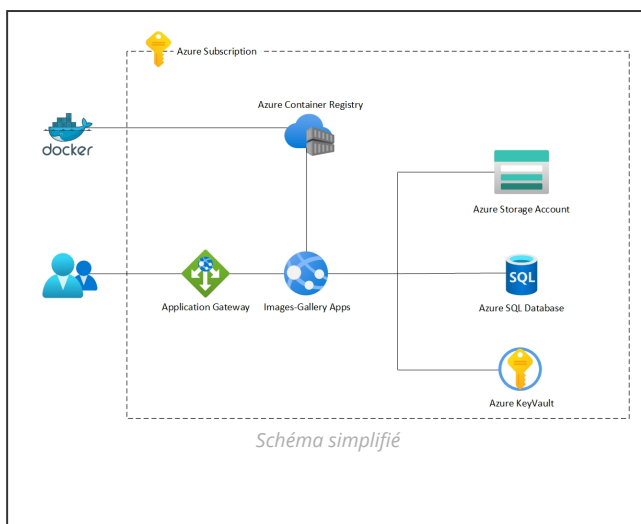 Azure Subscription
Azure Container Registry
docker
Azure Storage Account
SQL
Application Gateway
Images-Gallery Apps
Azure SQL Database
Azure KeyVault
Schéma simplifié